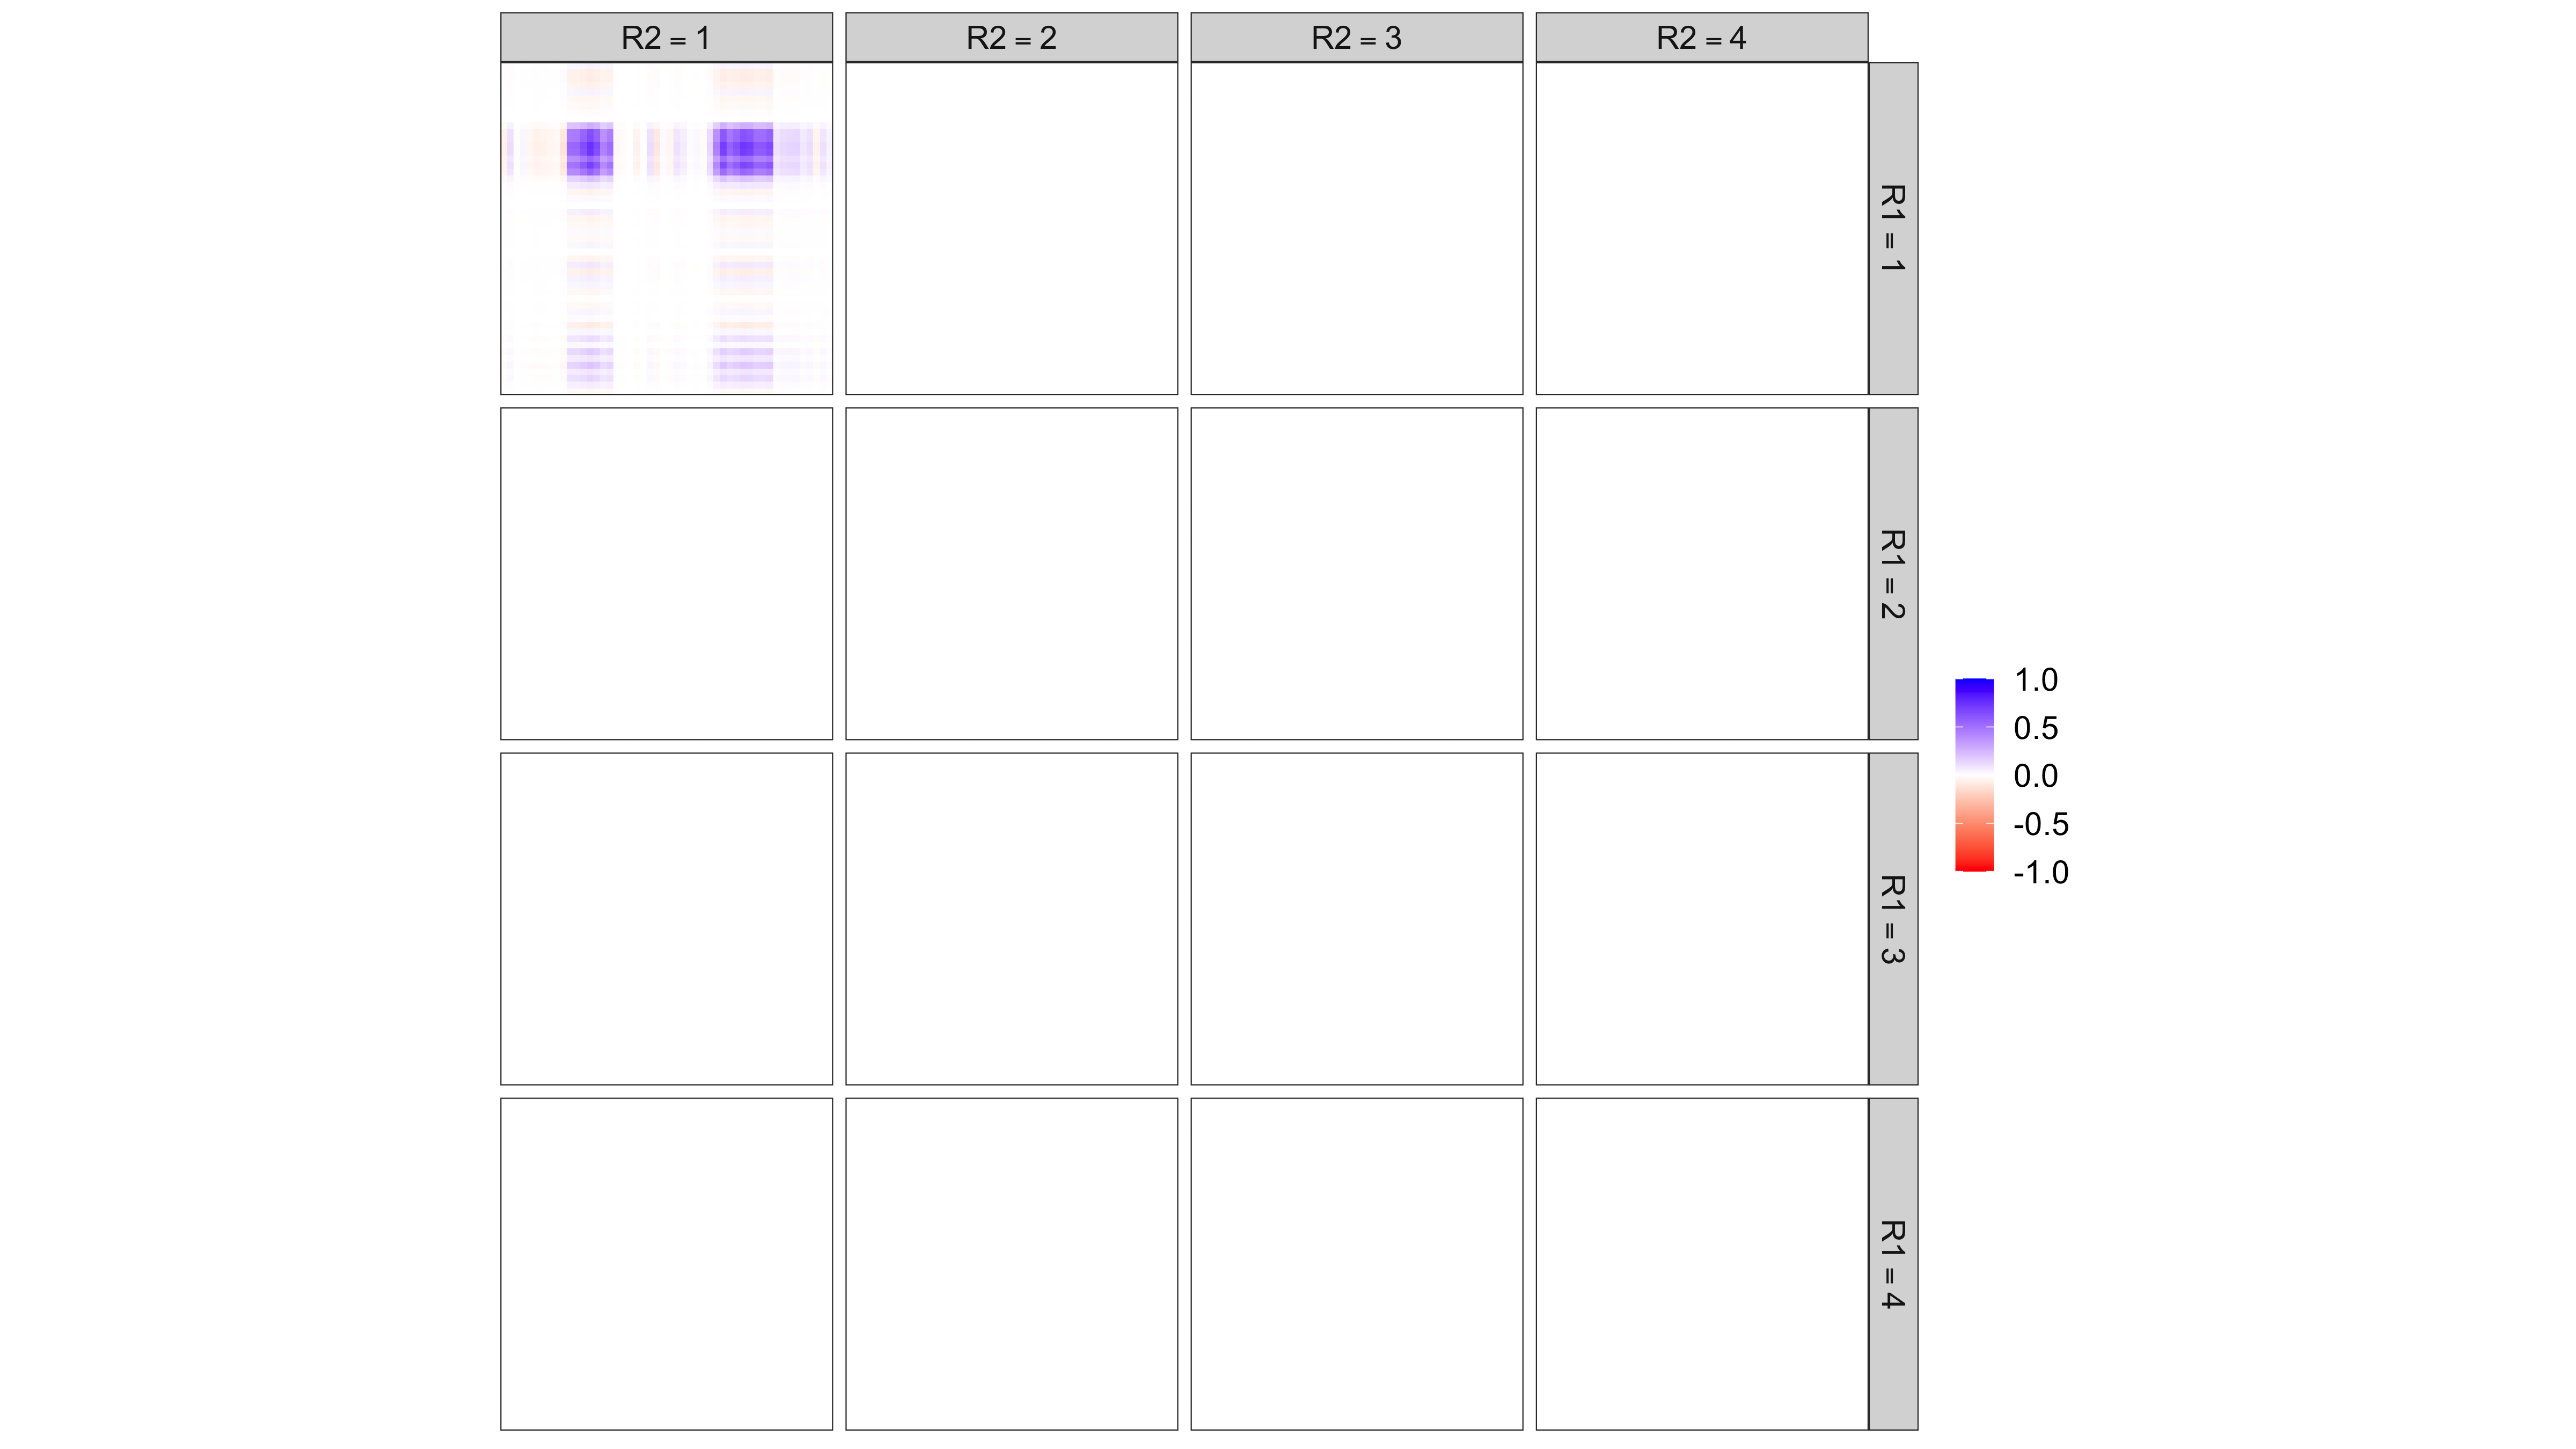 R2 = 1
R2 = 2
R2 = 3
R2 = 4
R1 = 1
R1 = 2
R1 = 3
R1 = 4
1.0
0.5
0.0
-0.5
-1.0